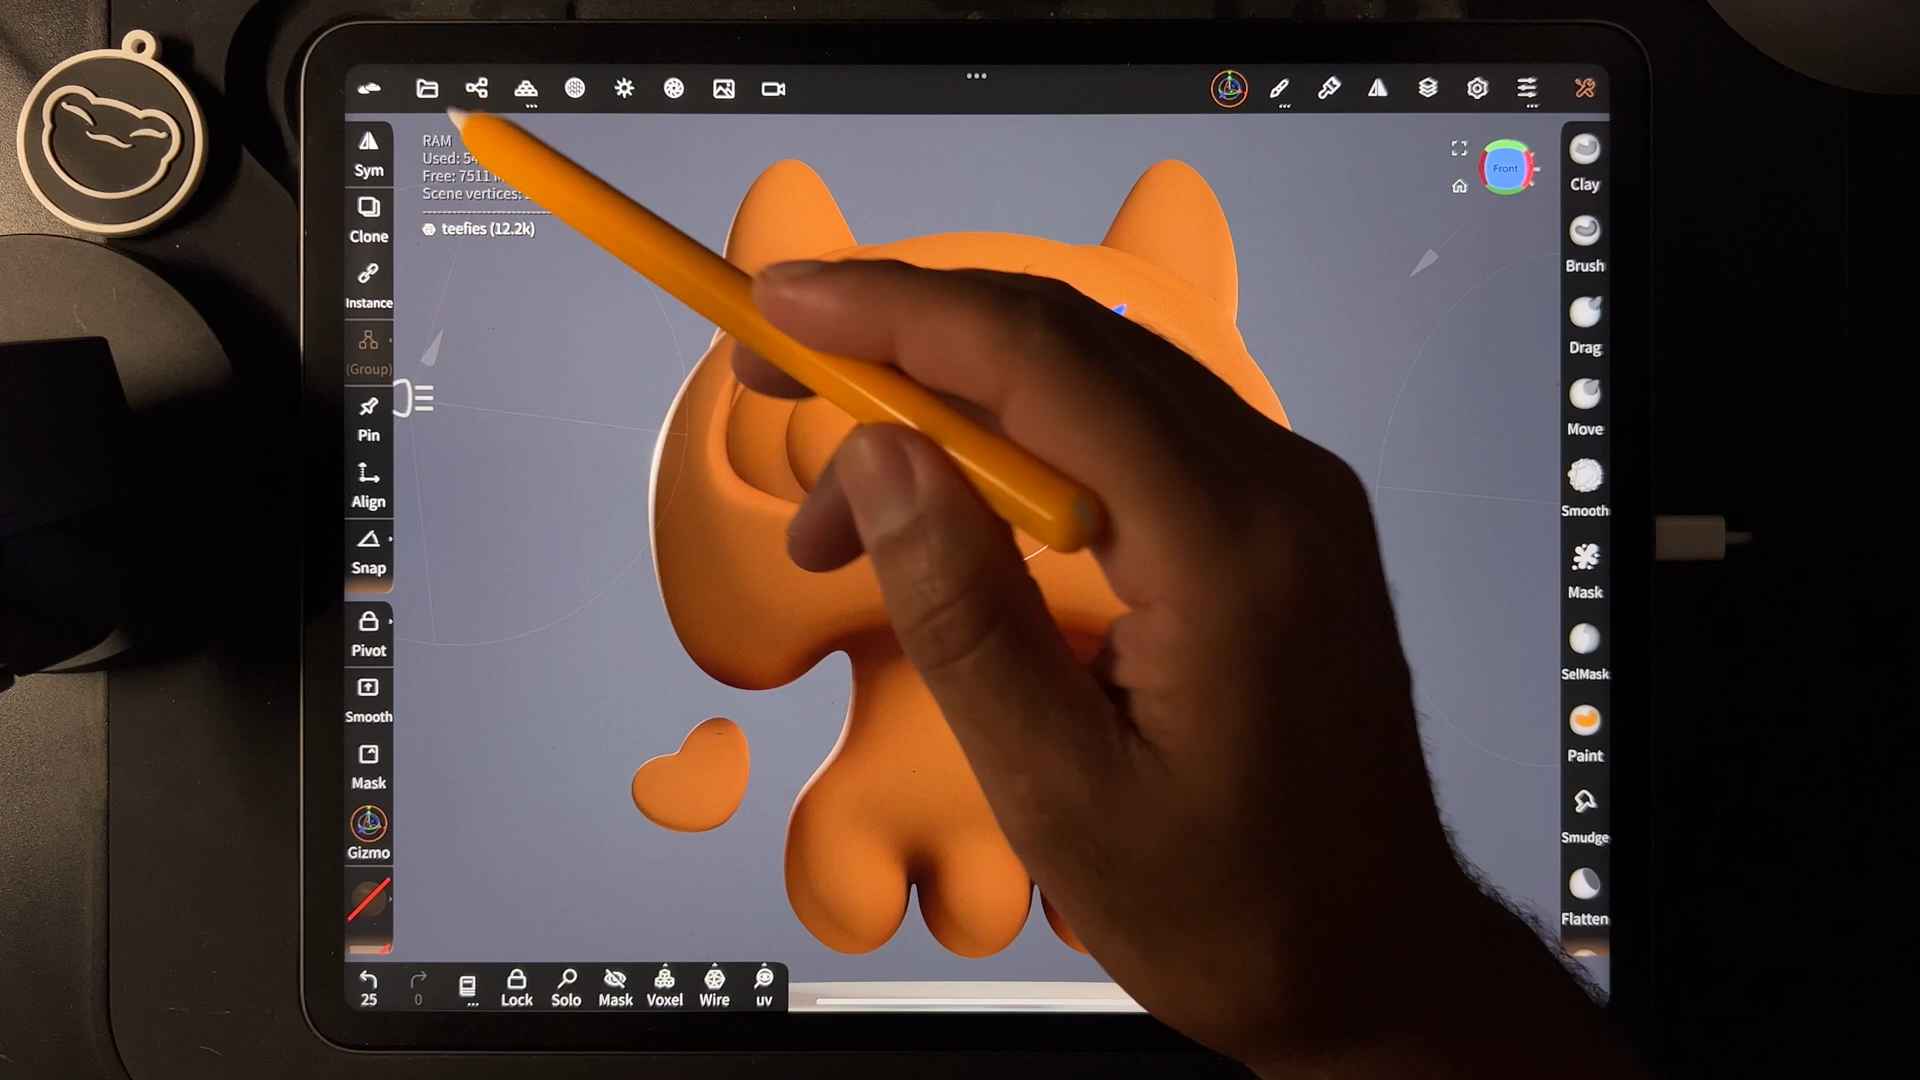 RAM
Used: 54
Free: 7511 M
Scene vertices:
teefies (12.2k)
Front
Sym
Clone
Instance
(Group)
Pin
Align
Snap
Pivot
Smooth
Mask
Gizmo
Clay
Brush
Drag
Move
Smooth
Mask
SelMask
Paint
Smudge
Flatten
25
0
...
Lock
Solo
Mask
Voxel
Wire
uv